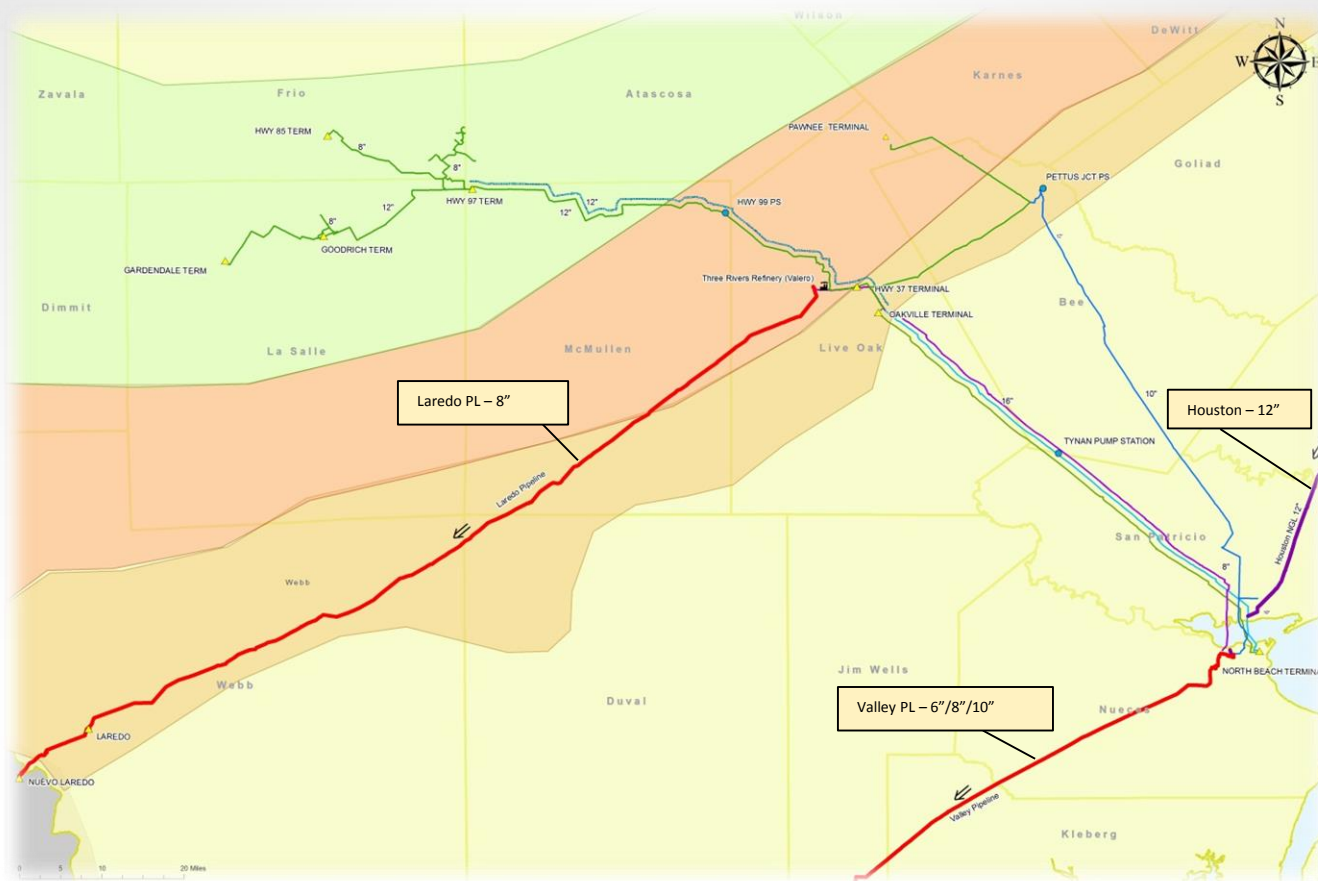 Wilson
DeWitt
N
W
E
S
Karnes
Zavala
Frio
Atascosa
HWY 85 TERM
PAWNEE TERMINAL
8"
8"
Goliad
PETTUS JCT PS
HWY 97 TERM
12"
12"
12"
HWY 99 PS
8"
GOODRICH TERM
GARDENDALE TERM
Three Rivers Refinery (Valero)
HWY 37 TERMINAL
Dimmit
Bee
OAKVILLE TERMINAL
La Salle
McMullen
Live Oak
Laredo PL – 8"
10"
Houston – 12"
16"
TYNAN PUMP STATION
Laredo Pipeline
Houston NGL 12"
San Patricio
8"
Webb
Webb
Jim Wells
NORTH BEACH TERMINA
Duval
Valley PL – 6"/8"/10"
Nueces
LAREDO
NUEVO LAREDO
Valley Pipeline
Kleberg
0 5 10 20 Miles